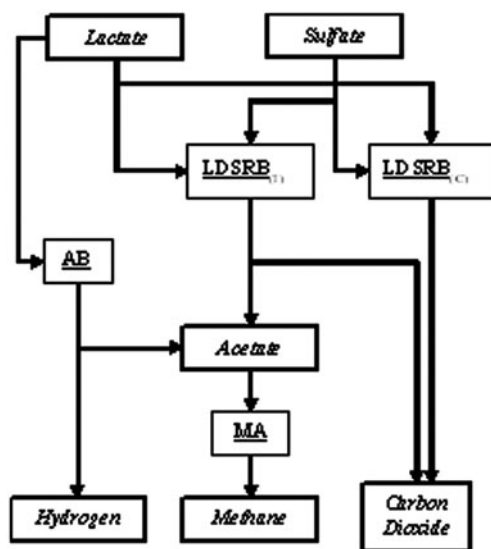 Lactate
Sulfate
LDSRB(I)
LDSRB(C)
AB
Acetate
MA
Hydrogen
Methane
Carbon
Dioxide